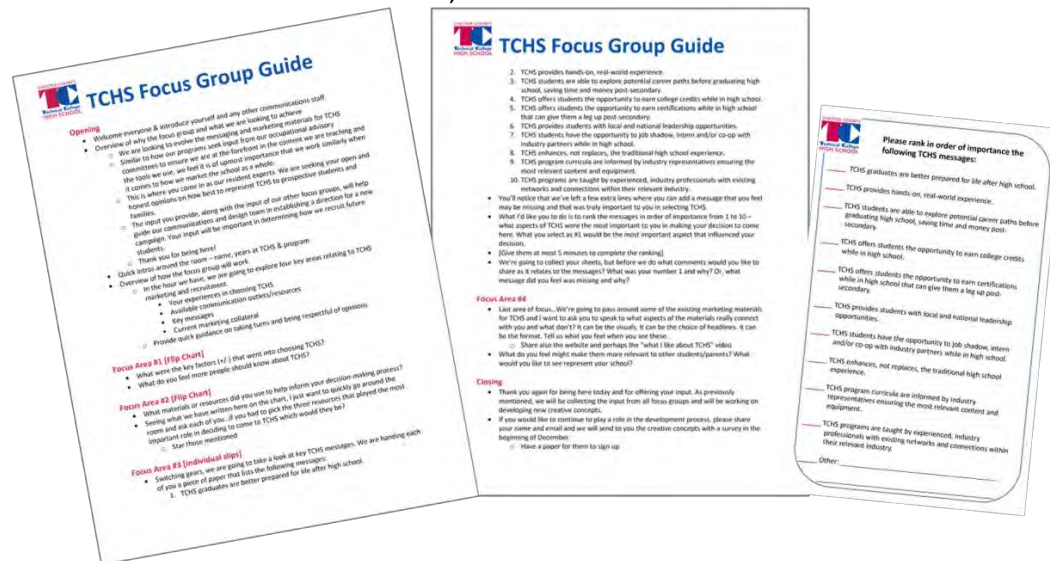 CHESTER COUNTY
TC
Technical College
HIGH SCHOOL
TCHS Focus Group Guide
Opening
• Welcome everyone & introduce yourself and any other communications staff
• Overview of why the focus group and what we are looking to achieve
○ We are looking to evolve the messaging and marketing materials for TCHS
○ Similar to how our programs seek input from our occupational advisory
committees to ensure we are at the forefront in the content we are teaching and
the tools we use, we feel it is of upmost importance that we work similarly when
it comes to how we market the school as a whole.
○ This is where you come in as our resident experts. We are seeking your open and
honest opinions on how best to represent TCHS to prospective students and
families.
○ The input you provide, along with the input of our other focus groups, will help
guide our communications and design team in establishing a direction for a new
campaign. Your input will be important in determining how we recruit future
students.
○ Thank you for being here!
• Quick intros around the room – name, years at TCHS & program
• Overview of how the focus group will work
○ In the hour we have, we are going to explore four key areas relating to TCHS
marketing and recruitment.
▪ Your experiences in choosing TCHS
▪ Available communication outlets/resources
▪ Key messages
▪ Current marketing collateral
○ Provide quick guidance on taking turns and being respectful of opinions
Focus Area #1 [Flip Chart]
• What were the key factors (+/-) that went into choosing TCHS?
• What do you feel more people should know about TCHS?
Focus Area #2 [Flip Chart]
• What materials or resources did you use to help inform your decision-making process?
• Seeing what we have written here on the chart, I just want to quickly go around the
room and ask each of you...if you had to pick the three resources that played the most
important role in deciding to come to TCHS which would they be?
○ Star those mentioned
Focus Area #3 [individual slips]
• Switching gears, we are going to take a look at key TCHS messages. We are handing each
of you a piece of paper that lists the following messages:
1. TCHS graduates are better prepared for life after high school.
CHESTER COUNTY
TC
Technical College
HIGH SCHOOL
TCHS Focus Group Guide
2. TCHS provides hands-on, real-world experience.
3. TCHS students are able to explore potential career paths before graduating high
school, saving time and money post-secondary.
4. TCHS offers students the opportunity to earn college credits while in high school.
5. TCHS offers students the opportunity to earn certifications while in high school
that can give them a leg up post-secondary.
6. TCHS provides students with local and national leadership opportunities.
7. TCHS students have the opportunity to job shadow, intern and/or co-op with
industry partners while in high school.
8. TCHS enhances, not replaces, the traditional high school experience.
9. TCHS program curricula are informed by industry representatives ensuring the
most relevant content and equipment.
10. TCHS programs are taught by experienced, industry professionals with existing
networks and connections within their relevant industry.
• You'll notice that we've left a few extra lines where you can add a message that you feel
may be missing and that was truly important to you in selecting TCHS.
• What I'd like you to do is to rank the messages in order of importance from 1 to 10 –
what aspects of TCHS were the most important to you in making your decision to come
here. What you select as #1 would be the most important aspect that influenced your
decision.
• [Give them at most 5 minutes to complete the ranking]
• We're going to collect your sheets, but before we do what comments would you like to
share as it relates to the messages? What was your number 1 and why? Or, what
message did you feel was missing and why?
Focus Area #4
• Last area of focus...We're going to pass around some of the existing marketing materials
for TCHS and I want to ask you to speak to what aspects of the materials really connect
with you and what don't? It can be the visuals. It can be the choice of headlines. It can
be the format. Tell us what you feel when you see these.
○ Share also the website and perhaps the "what I like about TCHS" video
• What do you feel might make them more relevant to other students/parents? What
would you like to see represent your school?
Closing
• Thank you again for being here today and for offering your input. As previously
mentioned, we will be collecting the input from all focus groups and will be working on
developing new creative concepts.
• If you would like to continue to play a role in the development process, please share
your name and email and we will send to you the creative concepts with a survey in the
beginning of December.
○ Have a paper for them to sign up
CHESTER COUNTY
TC
Technical College
HIGH SCHOOL
Please rank in order of importance the
following TCHS messages:
____ TCHS graduates are better prepared for life after high school.
____ TCHS provides hands-on, real-world experience.
____ TCHS students are able to explore potential career paths before
graduating high school, saving time and money post-
secondary.
____ TCHS offers students the opportunity to earn college credits
while in high school.
____ TCHS offers students the opportunity to earn certifications
while in high school that can give them a leg up post-
secondary.
____ TCHS provides students with local and national leadership
opportunities.
____ TCHS students have the opportunity to job shadow, intern
and/or co-op with industry partners while in high school.
____ TCHS enhances, not replaces, the traditional high school
experience.
____ TCHS program curricula are informed by industry
representatives ensuring the most relevant content and
equipment.
____ TCHS programs are taught by experienced, industry
professionals with existing networks and connections within
their relevant industry.
____ Other: